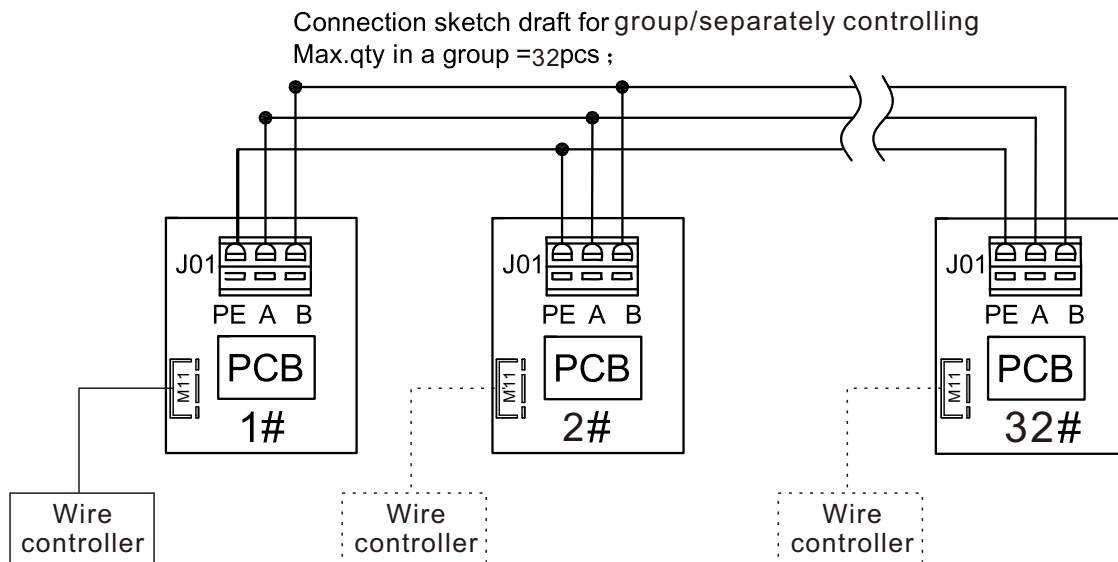 Connection sketch draft for group/separately controlling
Max.qty in a group =32pcs ;
J01
PE A B
PCB
M11
1#
Wire
controller
J01
PE A B
PCB
M11
2#
Wire
controller
J01
PE A B
PCB
M11
32#
Wire
controller